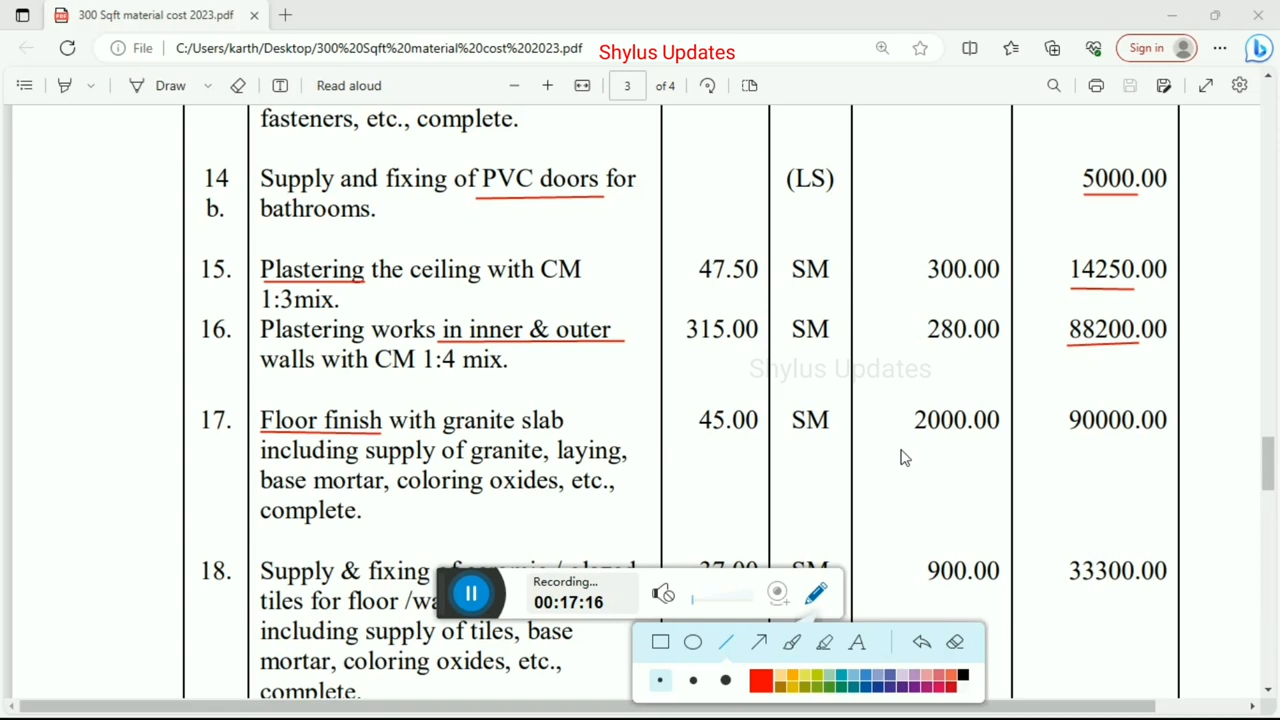 300 Sqft material cost 2023.pdf
File C:/Users/karth/Desktop/300%20Sqft%20material%20cost%202023.pdf Shylus Updates Sign in
Draw Read aloud 3 of 4
fasteners, etc., complete.
14 Supply and fixing of PVC doors for (LS) 5000.00
b. bathrooms.
15. Plastering the ceiling with CM 47.50 SM 300.00 14250.00
1:3mix.
16. Plastering works in inner & outer 315.00 SM 280.00 88200.00
walls with CM 1:4 mix.
Shylus Updates
17. Floor finish with granite slab 45.00 SM 2000.00 90000.00
including supply of granite, laying,
base mortar, coloring oxides, etc.,
complete.
18. Supply & fixing 900.00 33300.00
tiles for floor
including supply of tiles, base
mortar, coloring oxides, etc.,
complete.
Recording...
00:17:16
A